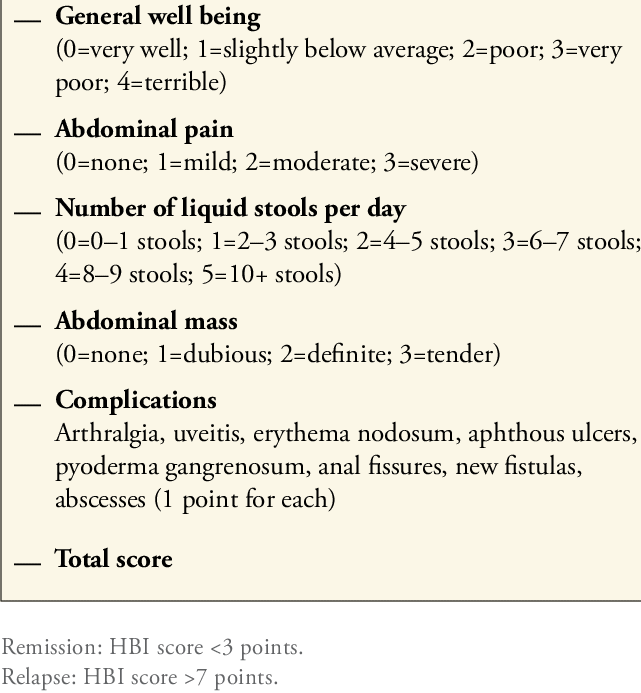 — General well being
(0=very well; 1=slightly below average; 2=poor; 3=very
poor; 4=terrible)
— Abdominal pain
(0=none; 1=mild; 2=moderate; 3=severe)
— Number of liquid stools per day
(0=0–1 stools; 1=2–3 stools; 2=4–5 stools; 3=6–7 stools;
4=8–9 stools; 5=10+ stools)
— Abdominal mass
(0=none; 1=dubious; 2=definite; 3=tender)
— Complications
Arthralgia, uveitis, erythema nodosum, aphthous ulcers,
pyoderma gangrenosum, anal fissures, new fistulas,
abscesses (1 point for each)
— Total score
Remission: HBI score <3 points.
Relapse: HBI score >7 points.